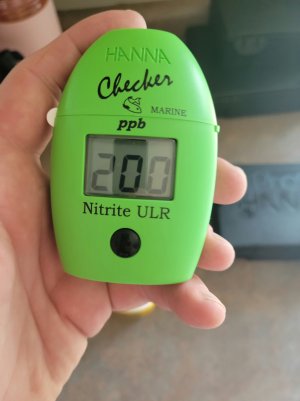 HANNA
Checker
MARINE
ppb
200
Nitrite ULR